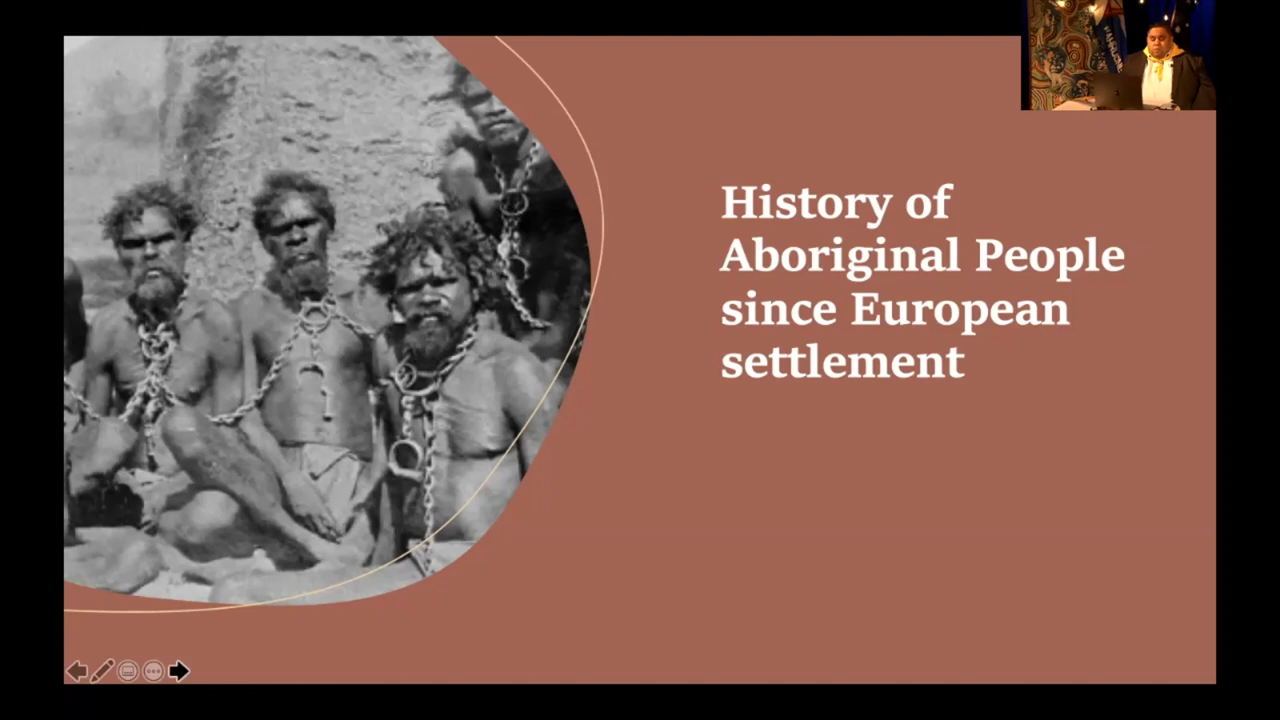 History of
Aboriginal People
since European
settlement